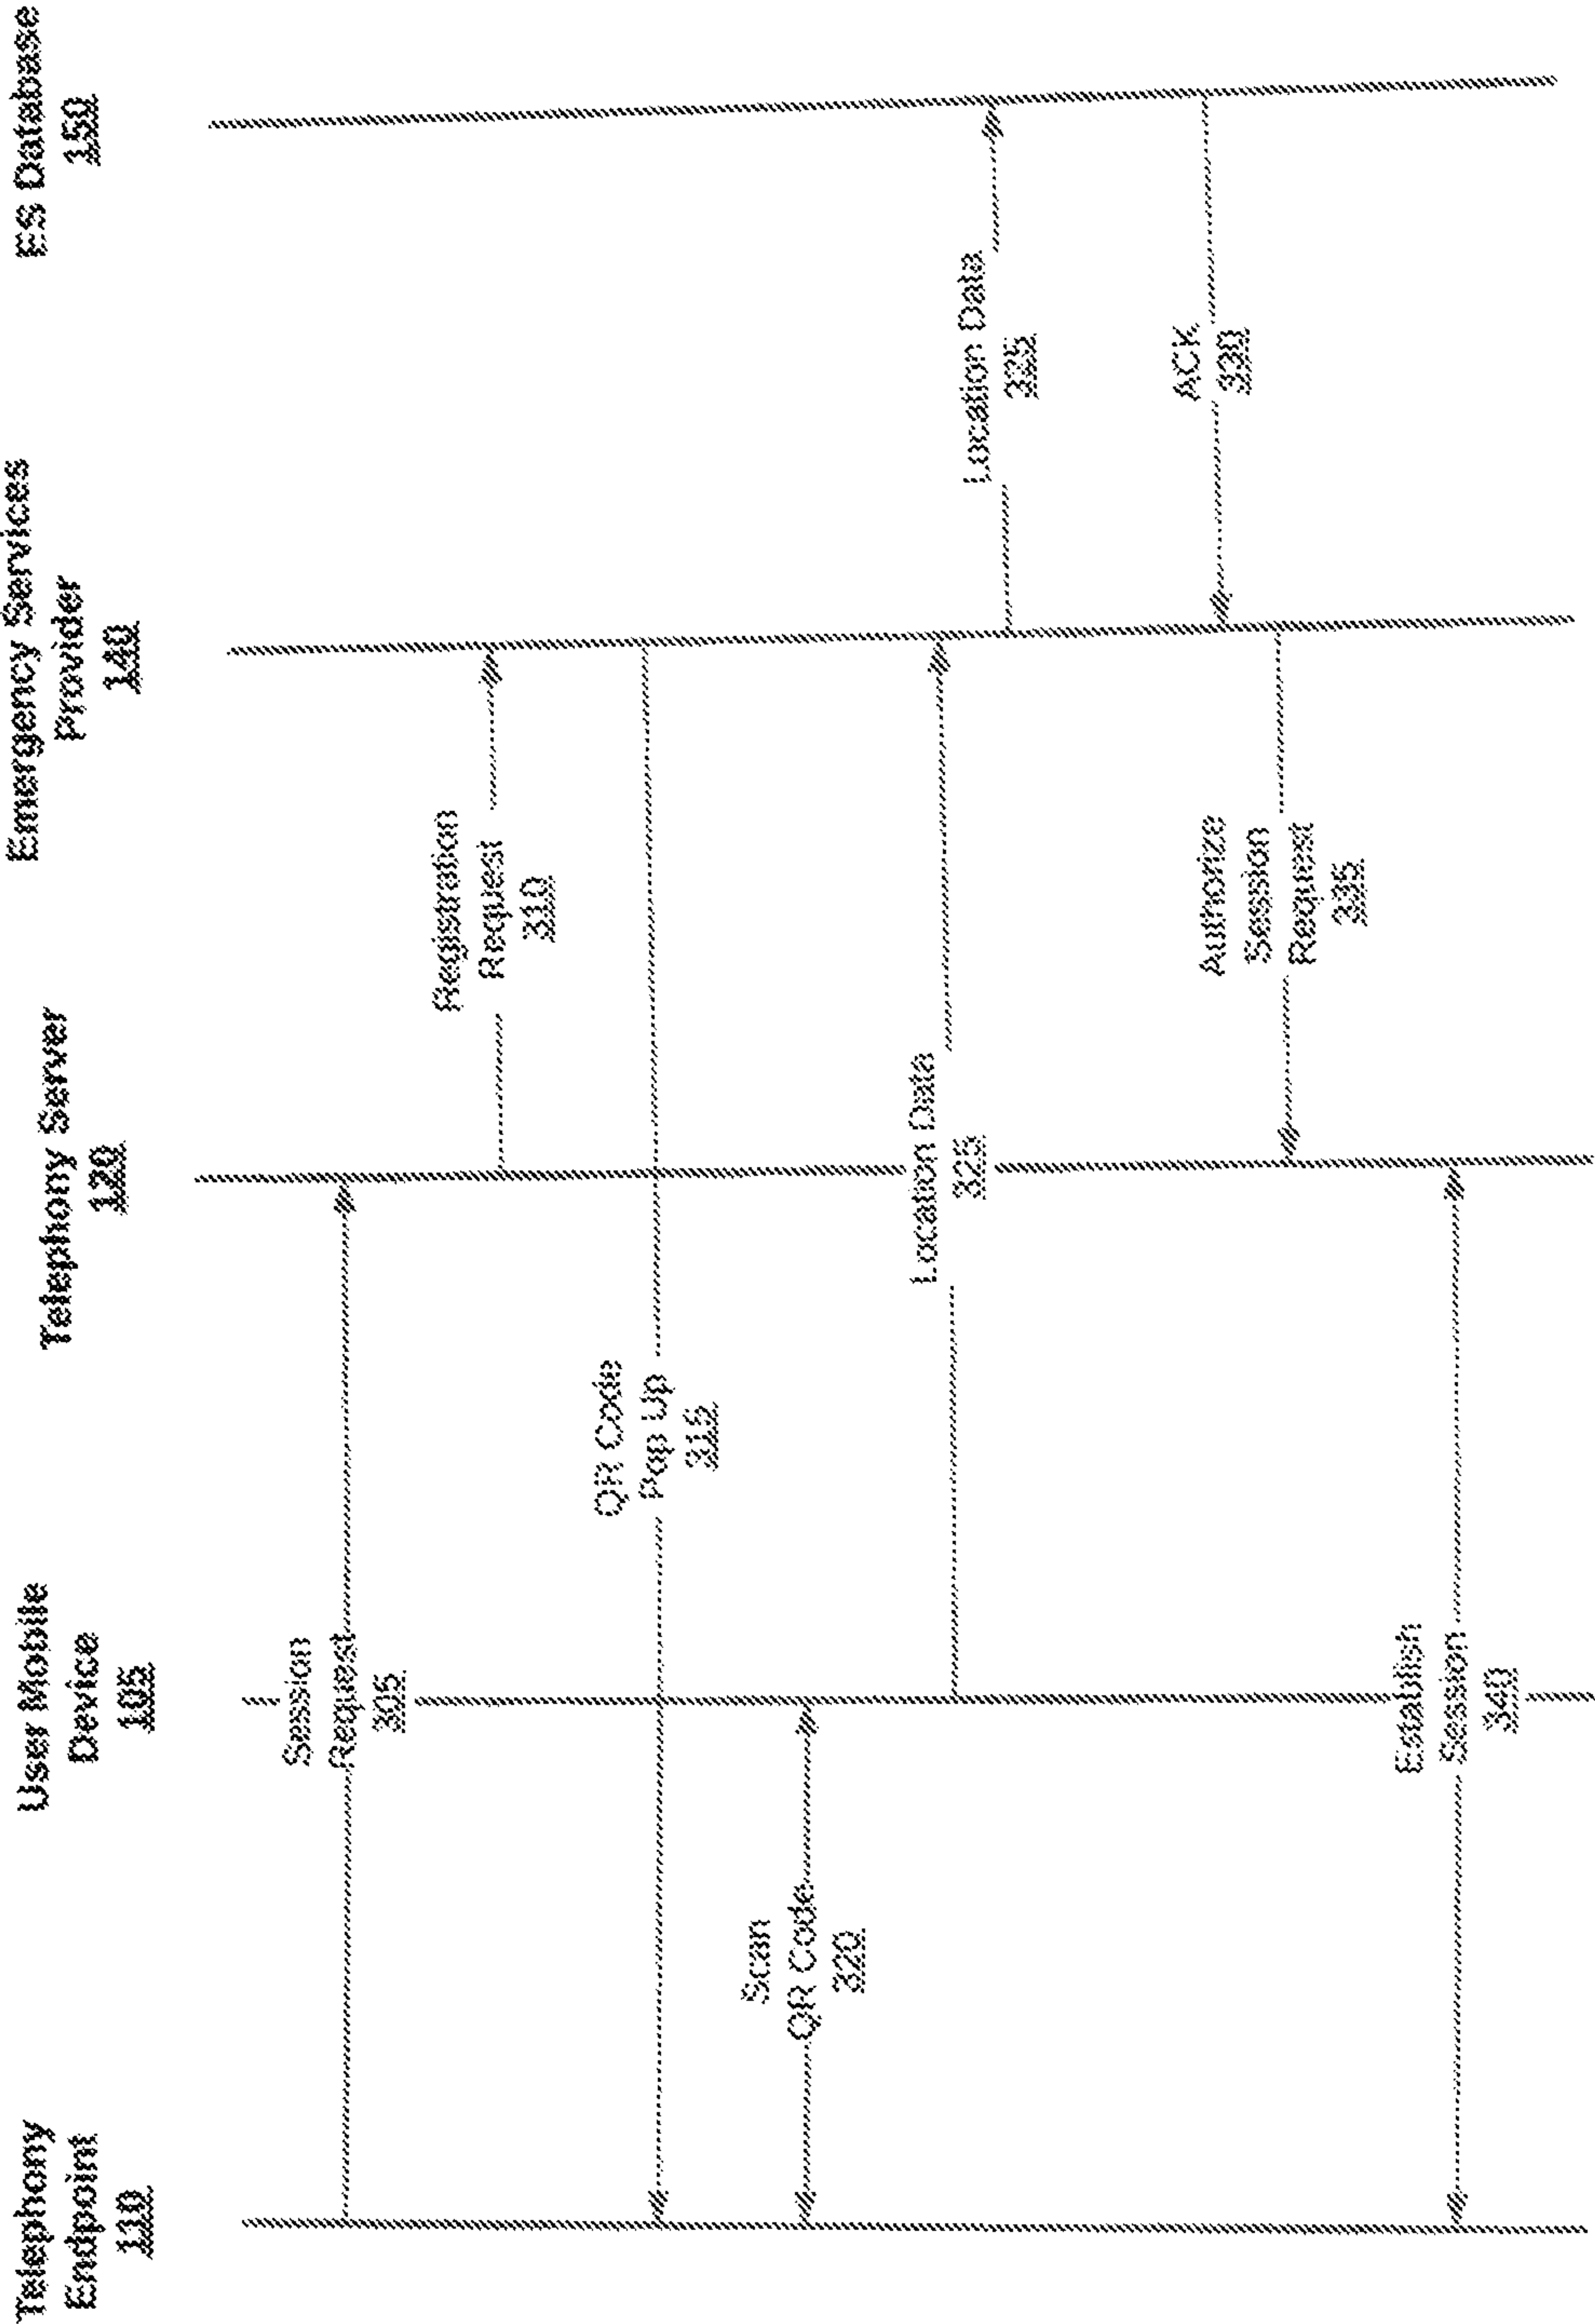 Telephony
Endpoint
110
User Mobile
Device
105
Telephony Server
120
Emergency Services
Provider
140
ES Database
150
Session
Request
305
Registration
Request
310
QR Code
Pop Up
315
Scan
QR Code
320
Location Data
325
Location Data
325
ACK
330
Authorize
Session
Request
335
Establish
Session
340